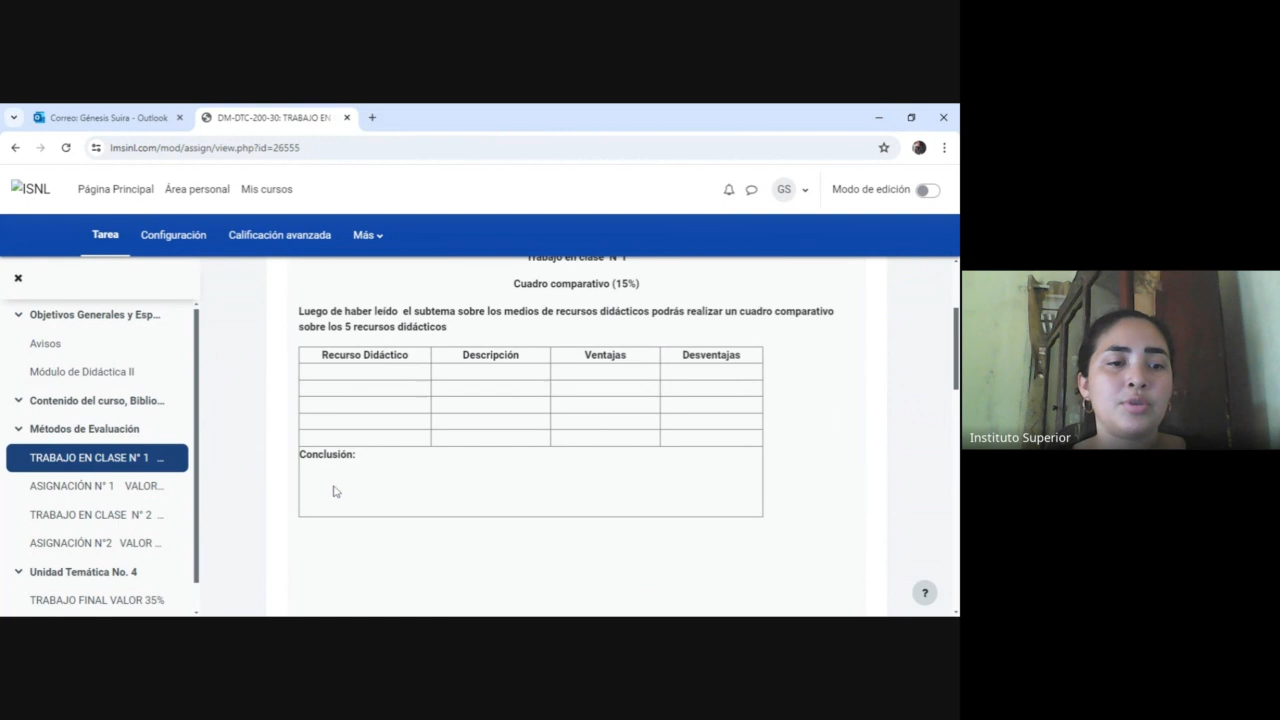 Correo: Génesis Suira - Outlook
DM-DTC-200-30: TRABAJO EN
lmsinl.com/mod/assign/view.php?id=26555
ISNL
Página Principal
Área personal
Mis cursos
GS
Modo de edición
Tarea
Configuración
Calificación avanzada
Más
Objetivos Generales y Esp...
Avisos
Módulo de Didáctica II
Contenido del curso, Biblio...
Métodos de Evaluación
TRABAJO EN CLASE N° 1 ...
ASIGNACIÓN N° 1 VALOR...
TRABAJO EN CLASE N° 2 ...
ASIGNACIÓN N°2 VALOR ...
Unidad Temática No. 4
TRABAJO FINAL VALOR 35%
Trabajo en clase N°1
Cuadro comparativo (15%)
Luego de haber leído el subtema sobre los medios de recursos didácticos podrás realizar un cuadro comparativo
sobre los 5 recursos didácticos
Recurso Didáctico Descripción Ventajas Desventajas
Conclusión:
?
Instituto Superior